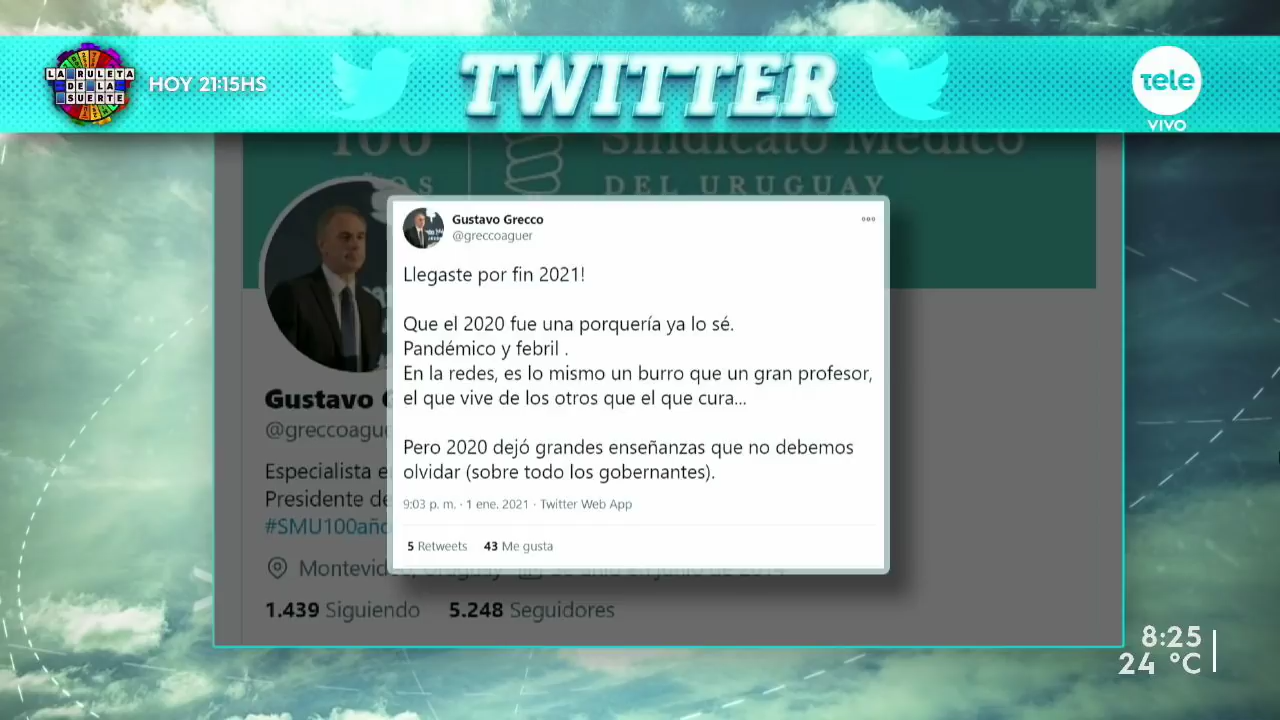 LA RULETA
DE LA
SUERTE
HOY 21:15HS
TWITTER
tele
VIVO
100
Sindicato Médico
DEL URUGUAY
Gustavo Grecco
@greccoaguer
Llegaste por fin 2021!
Que el 2020 fue una porquería ya lo sé.
Pandémico y febril .
En la redes, es lo mismo un burro que un gran profesor,
el que vive de los otros que el que cura...
Pero 2020 dejó grandes enseñanzas que no debemos
olvidar (sobre todo los gobernantes).
9:03 p. m. · 1 ene. 2021 · Twitter Web App
5 Retweets 43 Me gusta
Gustavo
@greccoague
Especialista e
Presidente de
#SMU100año
Montevideo, Uruguay
1.439 Siguiendo 5.248 Seguidores
8:25
24 °C